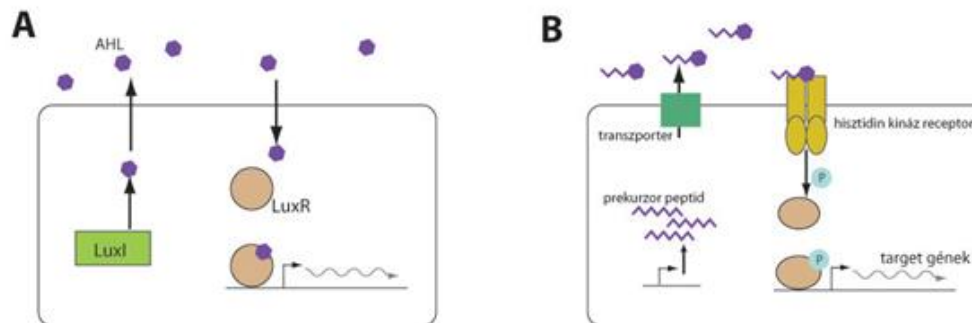 A
AHL
LuxI
LuxR
B
transzporter
hisztidin kináz receptor
P
prekurzor peptid
P
target gének